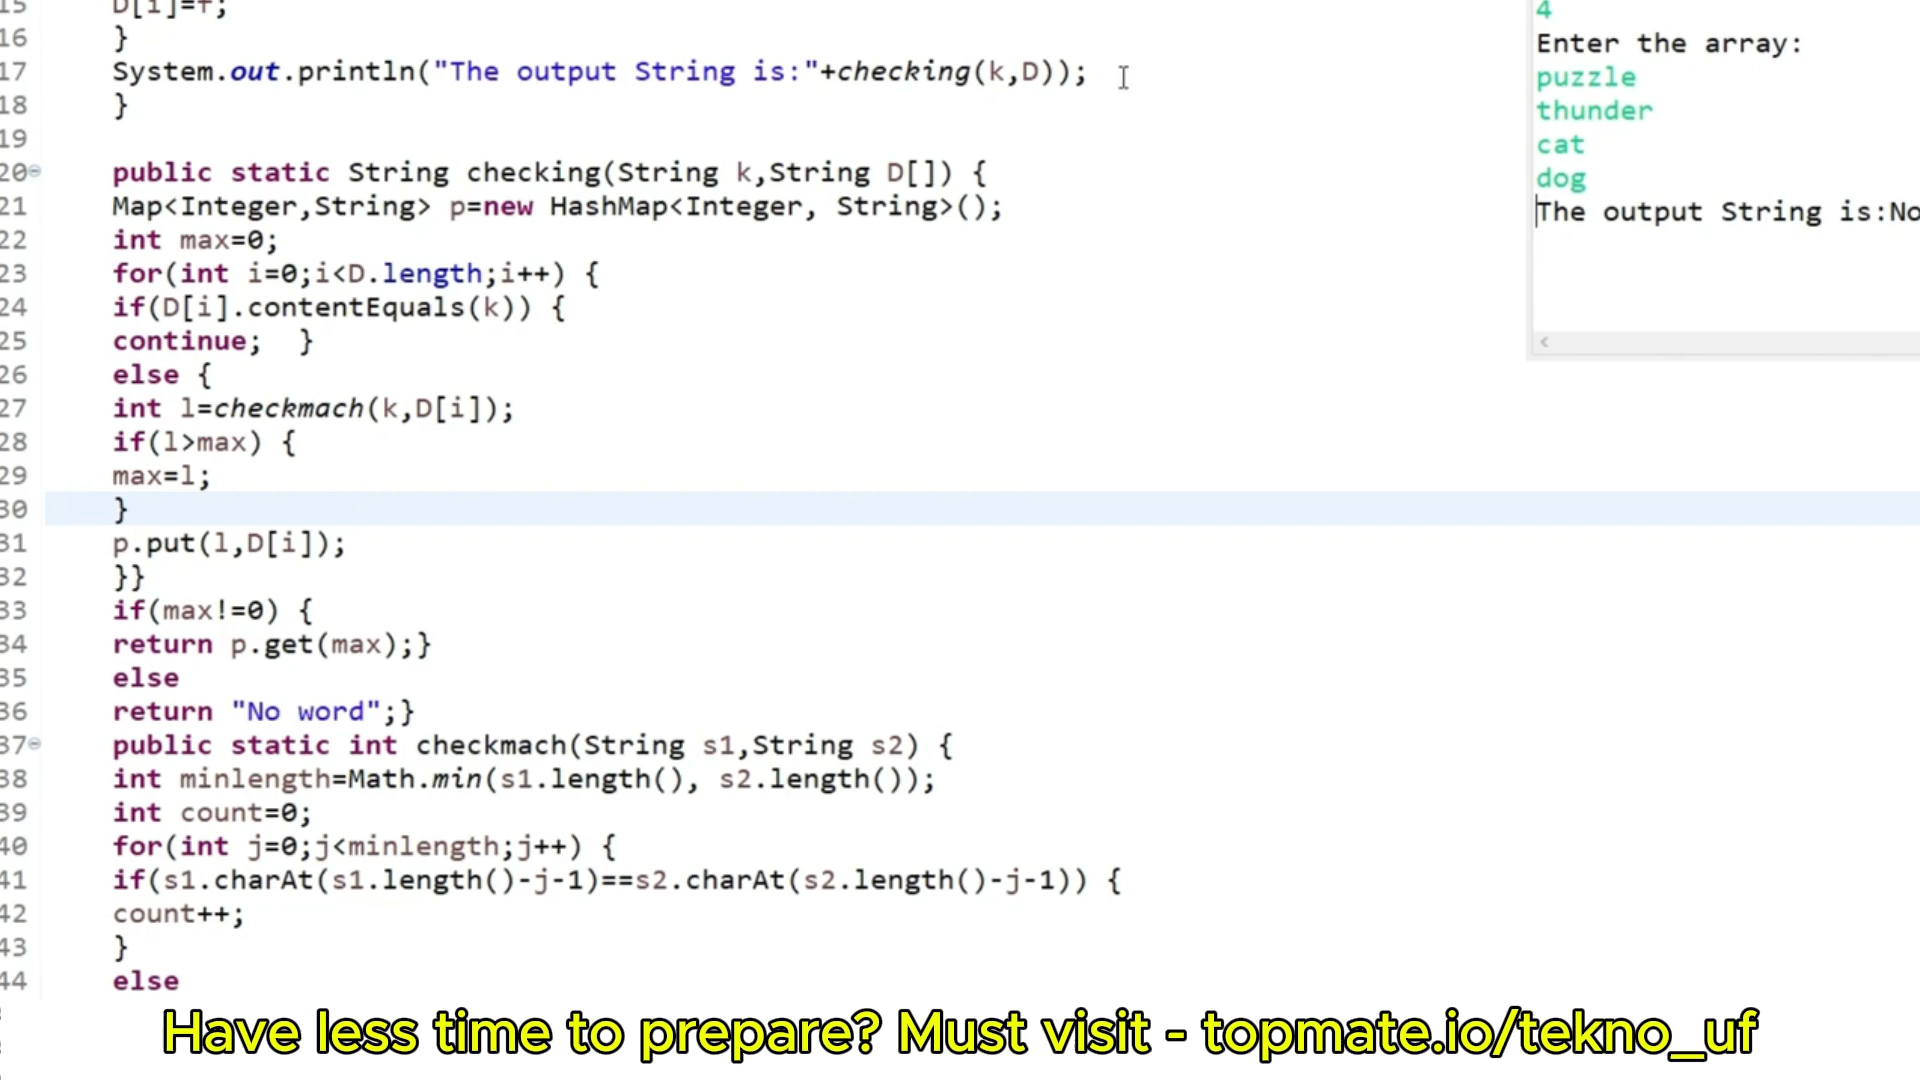 15 D[i]=f;
16 }
17 System.out.println("The output String is:"+checking(k,D));
18 }
19
20 public static String checking(String k,String D[]) {
21 Map<Integer,String> p=new HashMap<Integer, String>();
22 int max=0;
23 for(int i=0;i<D.length;i++) {
24 if(D[i].contentEquals(k)) {
25 continue;  }
26 else {
27 int l=checkmach(k,D[i]);
28 if(l>max) {
29 max=l;
30 }
31 p.put(l,D[i]);
32 }}
33 if(max!=0) {
34 return p.get(max);}
35 else
36 return "No word";}
37 public static int checkmach(String s1,String s2) {
38 int minlength=Math.min(s1.length(), s2.length());
39 int count=0;
40 for(int j=0;j<minlength;j++) {
41 if(s1.charAt(s1.length()-j-1)==s2.charAt(s2.length()-j-1)) {
42 count++;
43 }
44 else
4
Enter the array:
puzzle
thunder
cat
dog
The output String is:No
Have less time to prepare? Must visit - topmate.io/tekno_uf